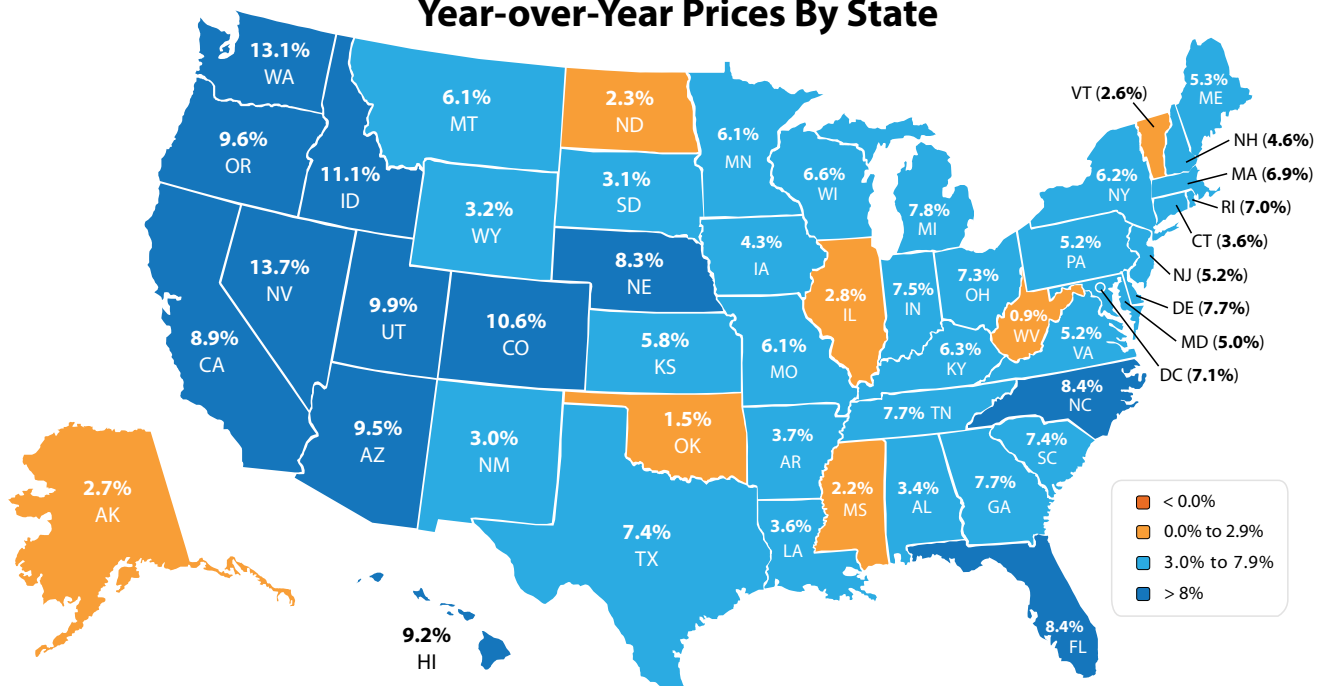 Year-over-Year Prices By State
13.1%
WA
9.6%
OR
11.1%
ID
6.1%
MT
2.3%
ND
3.1%
SD
3.2%
WY
6.1%
MN
6.6%
WI
7.8%
MI
4.3%
IA
8.3%
NE
13.7%
NV
9.9%
UT
10.6%
CO
8.9%
CA
5.8%
KS
6.1%
MO
2.8%
IL
7.5%
IN
7.3%
OH
0.9%
WV
6.3%
KY
5.2%
VA
5.2%
PA
6.2%
NY
5.3%
ME
VT (2.6%)
NH (4.6%)
MA (6.9%)
RI (7.0%)
CT (3.6%)
NJ (5.2%)
DE (7.7%)
MD (5.0%)
DC (7.1%)
8.4%
NC
7.7% TN
7.4%
SC
9.5%
AZ
3.0%
NM
1.5%
OK
3.7%
AR
2.2%
MS
3.4%
AL
7.7%
GA
7.4%
TX
3.6%
LA
8.4%
FL
2.7%
AK
9.2%
HI
< 0.0%
0.0% to 2.9%
3.0% to 7.9%
> 8%